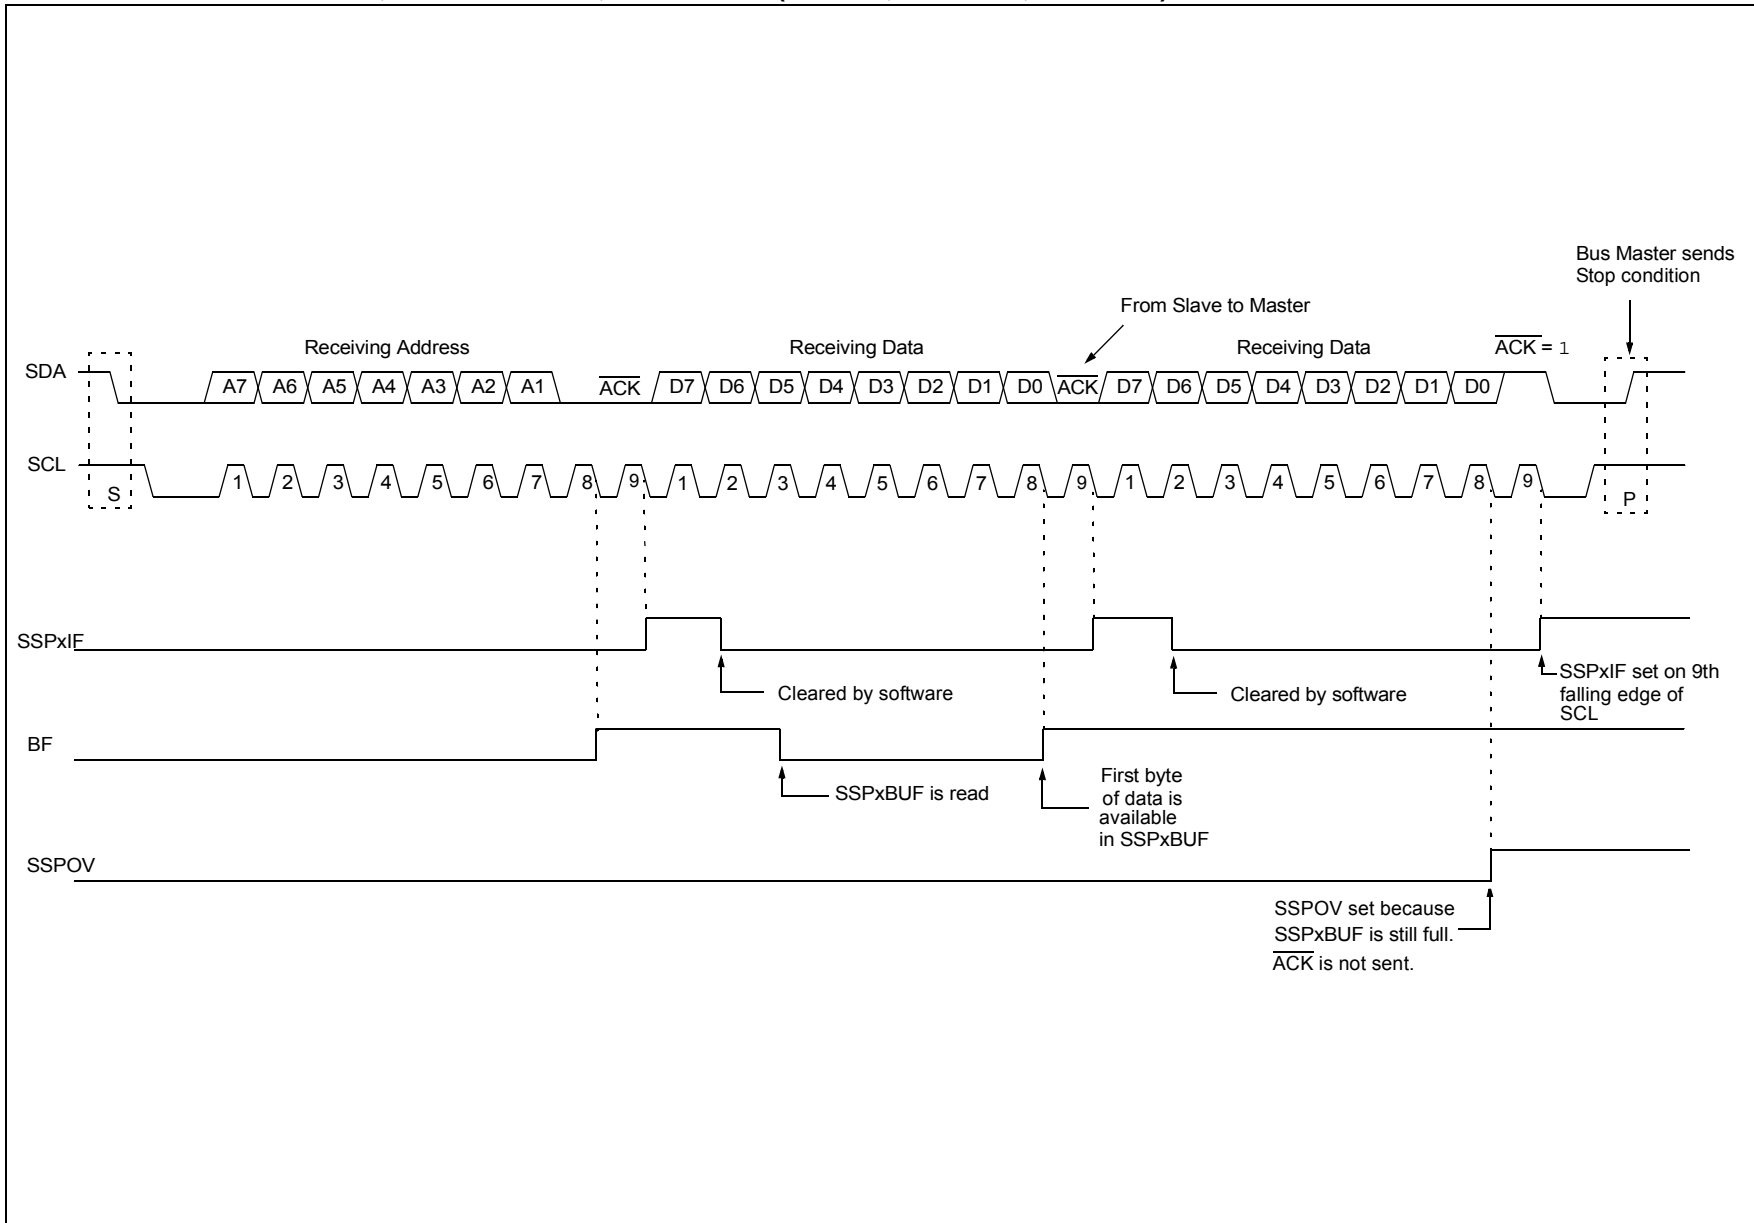 Bus Master sends
Stop condition
From Slave to Master
Receiving Address
Receiving Data
Receiving Data
ACK = 1
SDA
A7 A6 A5 A4 A3 A2 A1 ACK D7 D6 D5 D4 D3 D2 D1 D0 ACK D7 D6 D5 D4 D3 D2 D1 D0
SCL
S
1 2 3 4 5 6 7 8 9 1 2 3 4 5 6 7 8 9 1 2 3 4 5 6 7 8 9
P
SSPxIF
Cleared by software
Cleared by software
SSPxIF set on 9th
falling edge of
SCL
BF
SSPxBUF is read
First byte
of data is
available
in SSPxBUF
SSPOV
SSPOV set because
SSPxBUF is still full.
ACK is not sent.